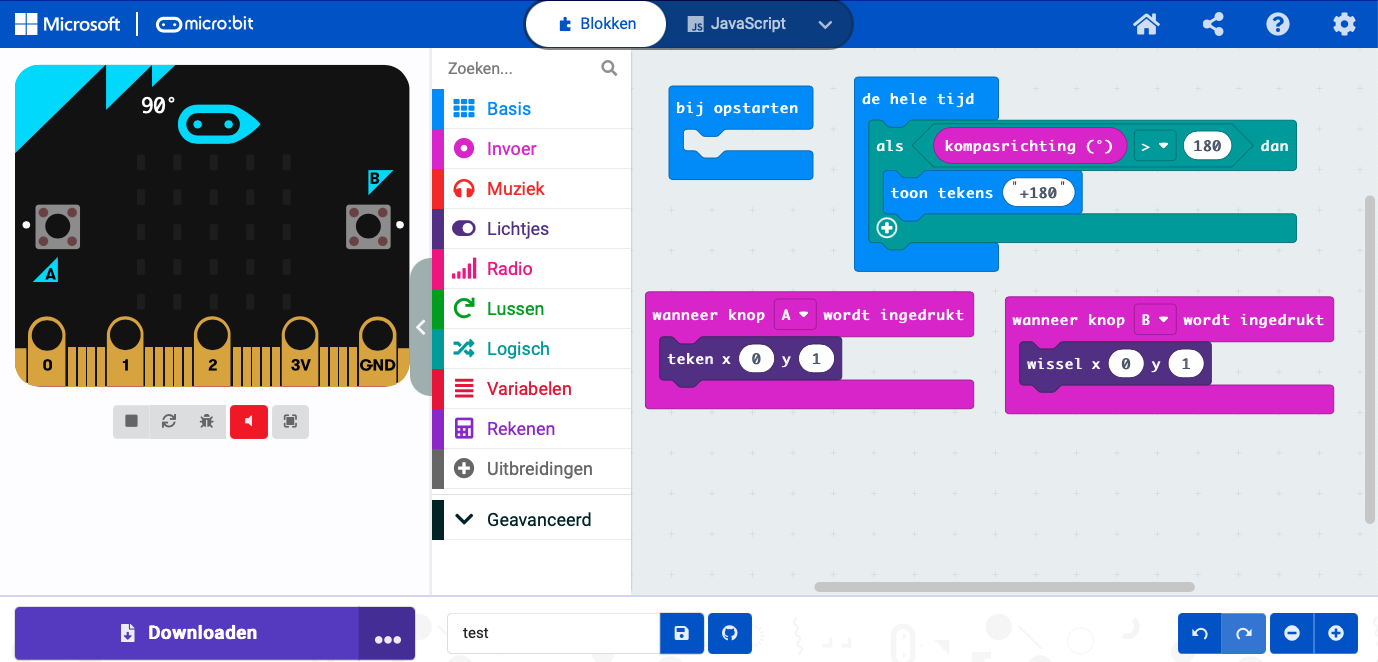 Microsoft
micro:bit
Blokken
JS JavaScript
90°
B
A
0 1 2 3V GND
Zoeken...
Basis
Invoer
Muziek
Lichtjes
Radio
Lussen
Logisch
Variabelen
Rekenen
Uitbreidingen
Geavanceerd
bij opstarten
de hele tijd
als kompasrichting (°) > 180 dan
toon tekens "+180"
wanneer knop A wordt ingedrukt
teken x 0 y 1
wanneer knop B wordt ingedrukt
wissel x 0 y 1
Downloaden
test